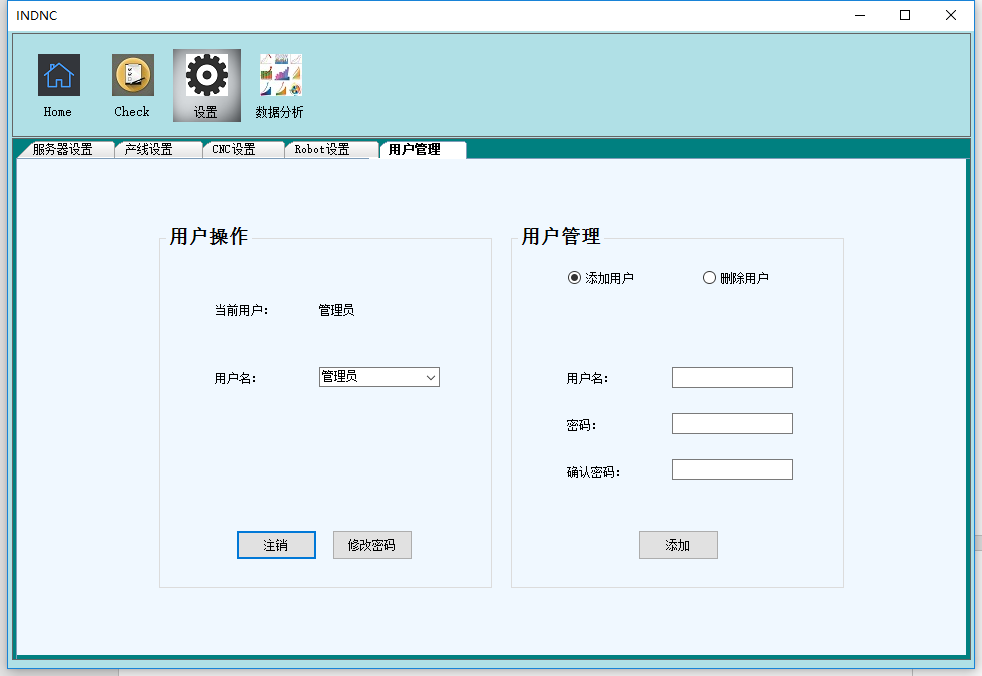 INDNC
Home
Check
设置
数据分析
服务器设置
产线设置
CNC设置
Robot设置
用户管理
用户操作
当前用户：
管理员
用户名：
管理员
注销
修改密码
用户管理
添加用户
删除用户
用户名：
密码：
确认密码：
添加